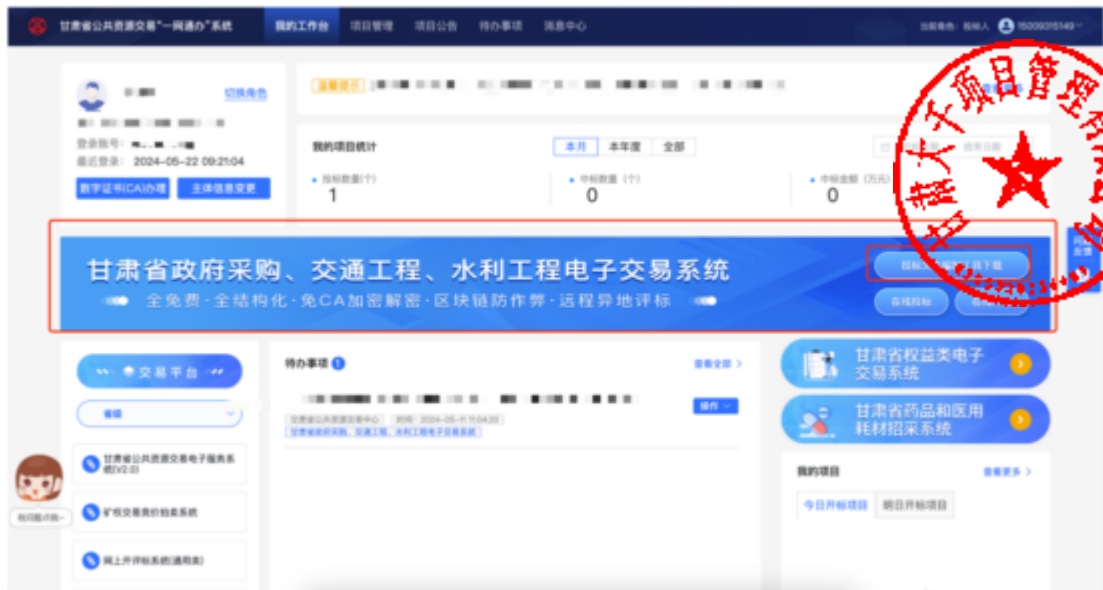 甘肃省公共资源交易“一网通办”系统
我的工作台 项目管理 项目公告 待办事项 消息中心
当前角色：投标人 15009315149
切换角色
温馨提示
登录账号：
最近登录： 2024-05-22 09:21:04
数字证书(CA)办理 主体信息变更
我的项目统计 本月 本年度 全部 结束日期
投标数量(个) 中标数量（个） 中标金额（万元）
1 0 0
甘肃省政府采购、交通工程、水利工程电子交易系统
全免费·全结构化·免CA加密解密·区块链防作弊·远程异地评标
工具下载
在线投标
交易平台
省级
甘肃省公共资源交易电子服务系
统(V2.0)
矿权交易竞价拍卖系统
网上开评标系统(通用类)
有问题点我~
待办事项 1 查看全部 >
操作
甘肃省公共资源交易中心 时间：2024-05-11 11:04:20
甘肃省政府采购、交通工程、水利工程电子交易系统
甘肃省权益类电子
交易系统
甘肃省药品和医用
耗材招采系统
我的项目 查看更多 >
今日开标项目 明日开标项目